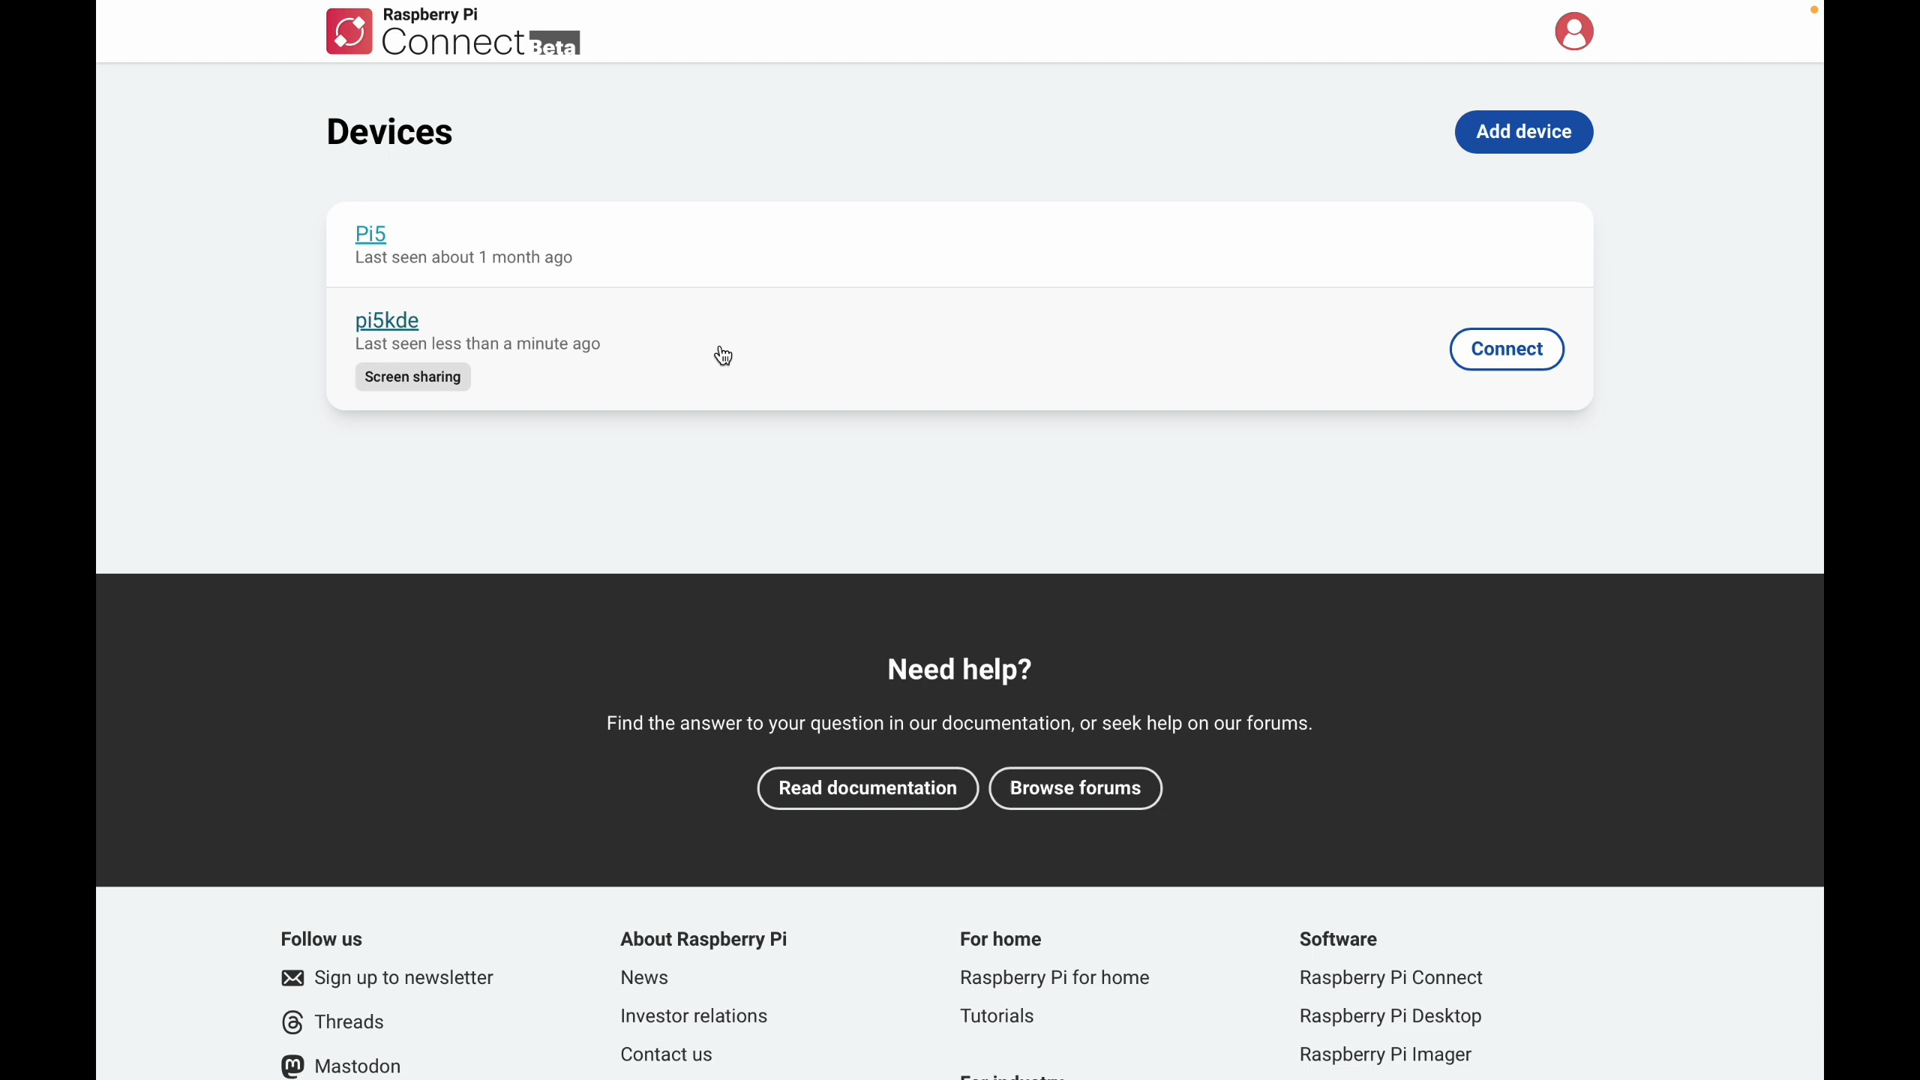 Raspberry Pi
Connect Beta
Devices
Add device
Pi5
Last seen about 1 month ago
pi5kde
Last seen less than a minute ago
Screen sharing
Connect
Need help?
Find the answer to your question in our documentation, or seek help on our forums.
Read documentation
Browse forums
Follow us
Sign up to newsletter
Threads
Mastodon
About Raspberry Pi
News
Investor relations
Contact us
For home
Raspberry Pi for home
Tutorials
For industry
Software
Raspberry Pi Connect
Raspberry Pi Desktop
Raspberry Pi Imager